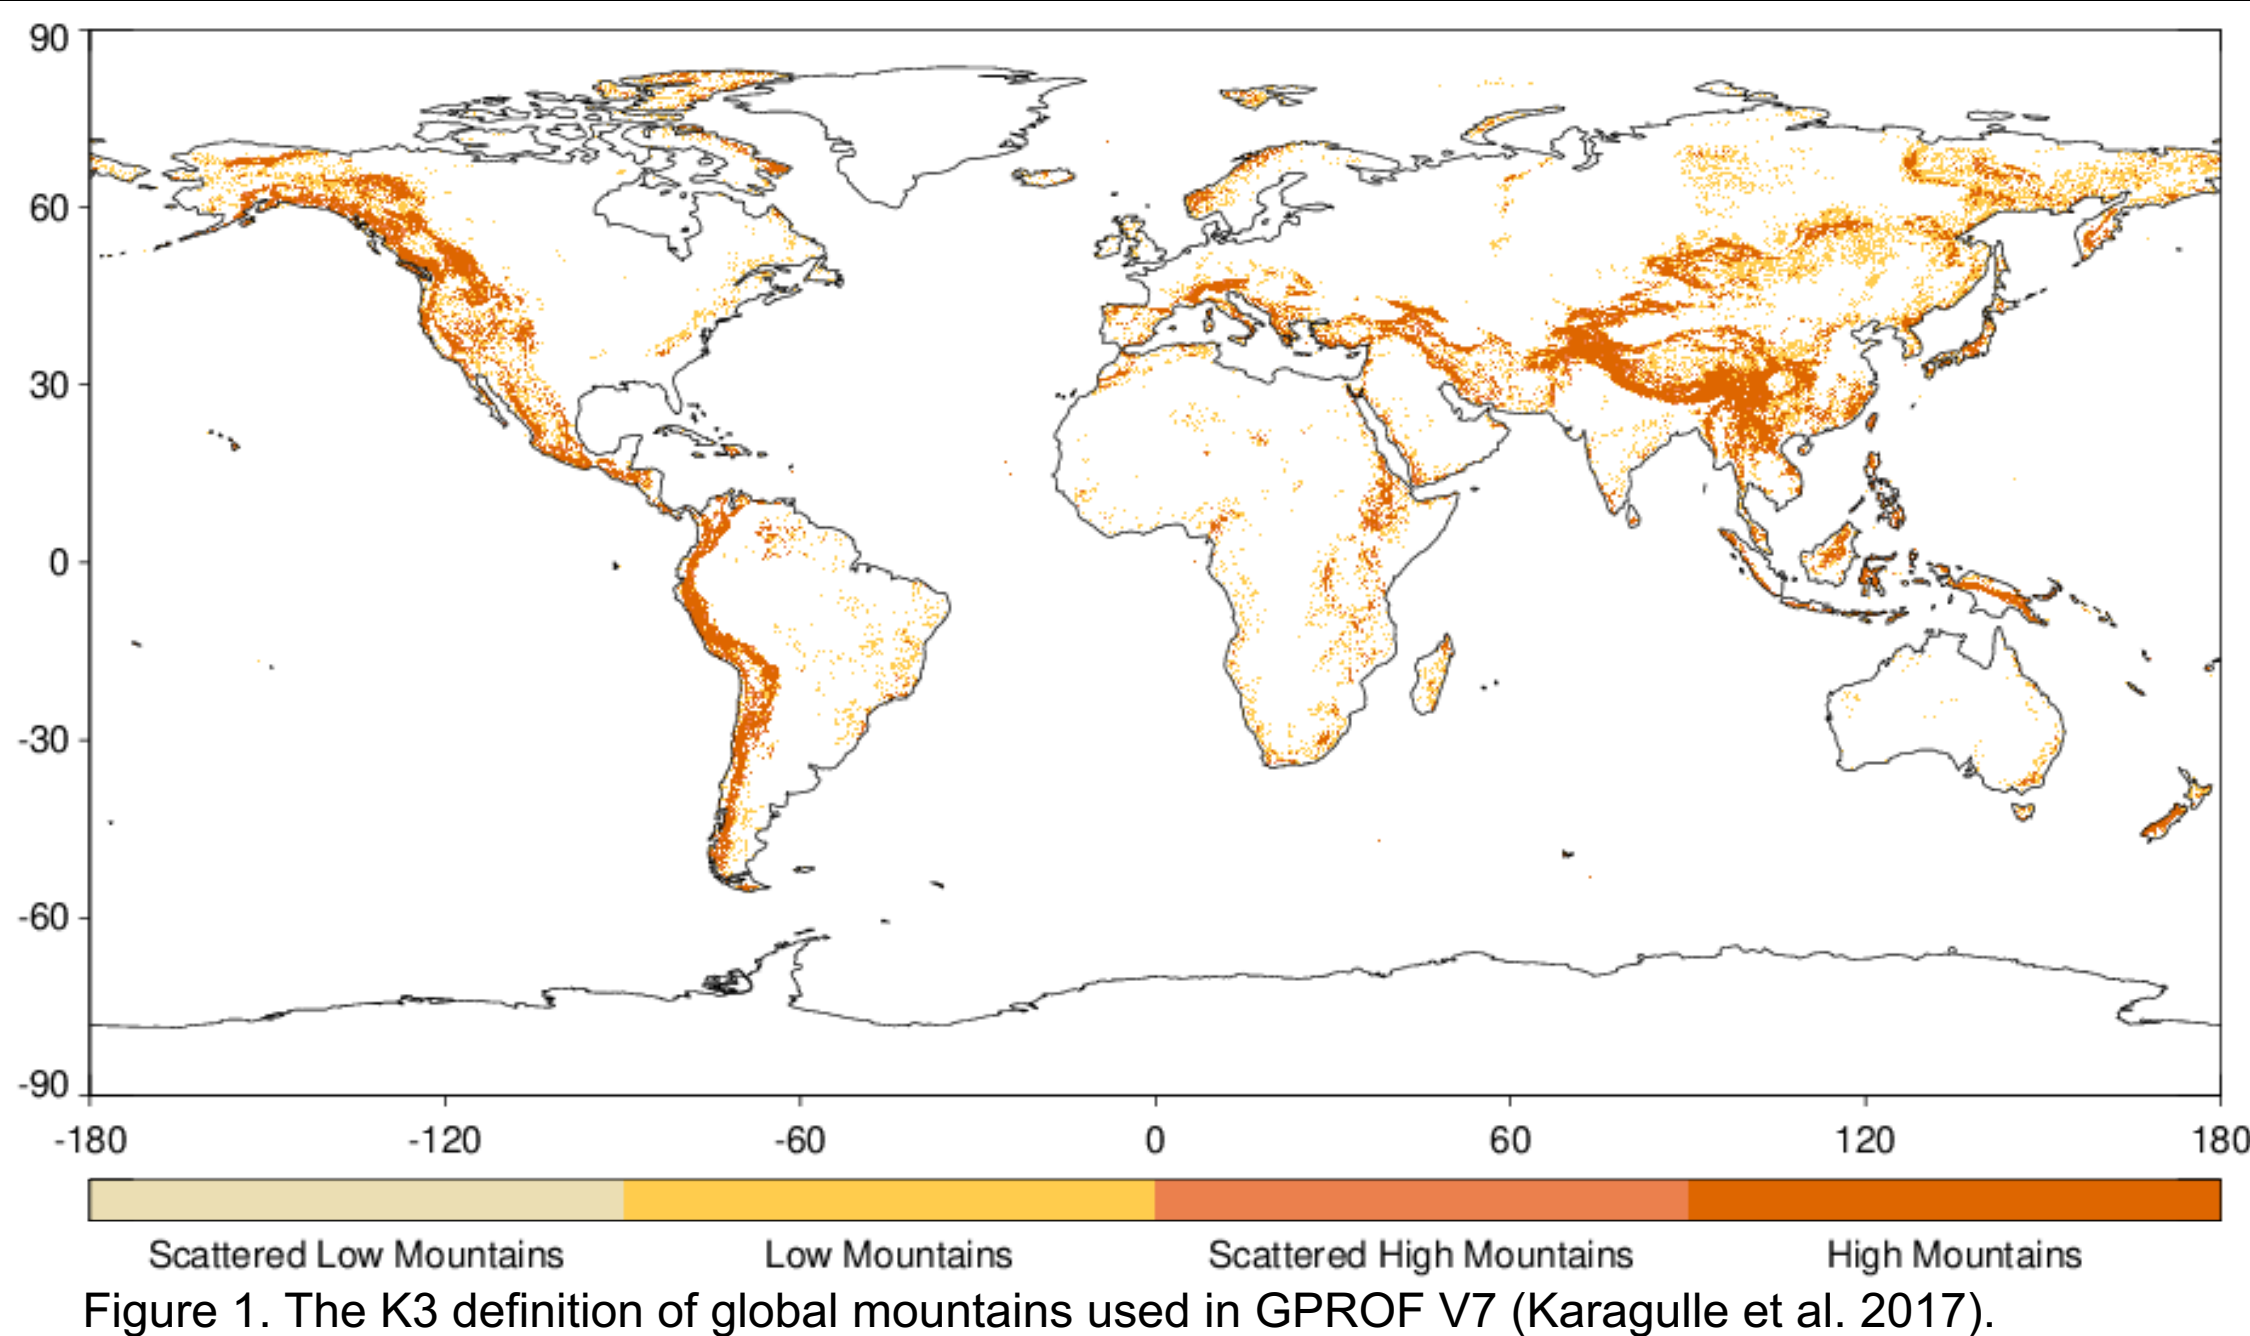 90
60
30
0
-30
-60
-90
-180 -120 -60 0 60 120 180
Scattered Low Mountains Low Mountains Scattered High Mountains High Mountains
Figure 1. The K3 definition of global mountains used in GPROF V7 (Karagulle et al. 2017).